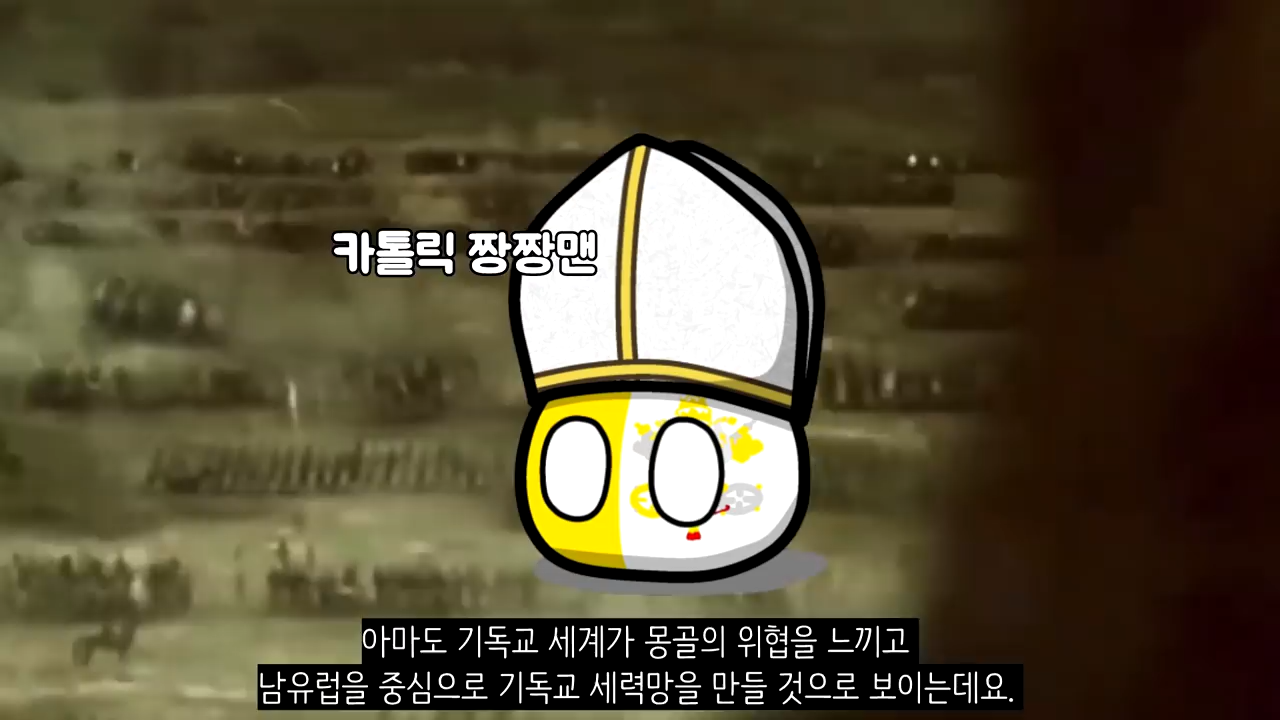 카톨릭 짱짱맨
아마도 기독교 세계가 몽골의 위협을 느끼고
남유럽을 중심으로 기독교 세력망을 만들 것으로 보이는데요.